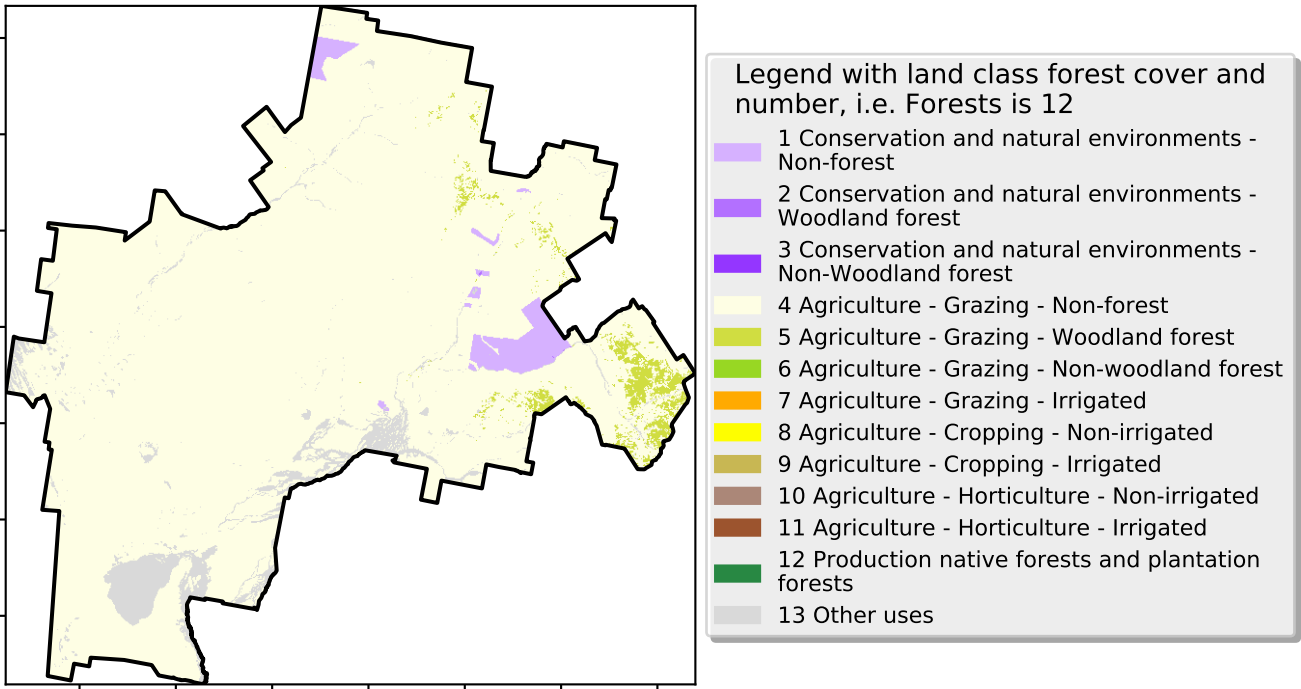 Legend with land class forest cover and
number, i.e. Forests is 12
1 Conservation and natural environments -
Non-forest
2 Conservation and natural environments -
Woodland forest
3 Conservation and natural environments -
Non-Woodland forest
4 Agriculture - Grazing - Non-forest
5 Agriculture - Grazing - Woodland forest
6 Agriculture - Grazing - Non-woodland forest
7 Agriculture - Grazing - Irrigated
8 Agriculture - Cropping - Non-irrigated
9 Agriculture - Cropping - Irrigated
10 Agriculture - Horticulture - Non-irrigated
11 Agriculture - Horticulture - Irrigated
12 Production native forests and plantation
forests
13 Other uses